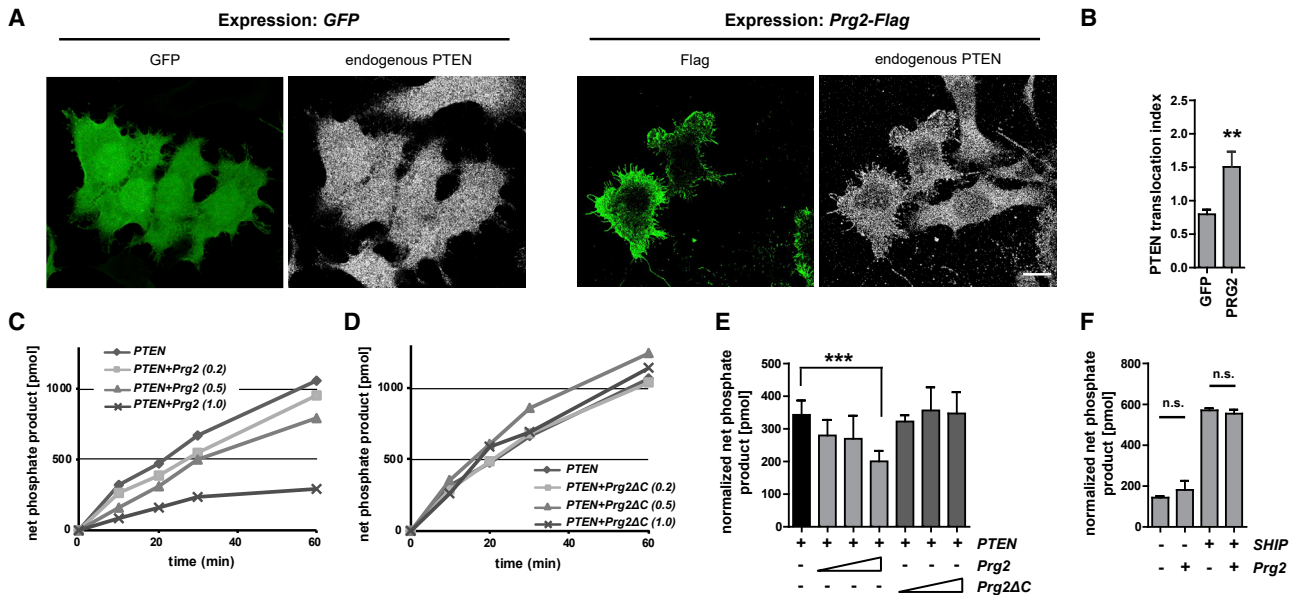 A
Expression: GFP
Expression: Prg2-Flag
GFP
endogenous PTEN
Flag
endogenous PTEN
B
PTEN translocation index
2.5
2.0
1.5
1.0
0.5
0.0
**
GFP
PRG2
C
net phosphate product [pmol]
1000
500
0
PTEN
PTEN+Prg2 (0.2)
PTEN+Prg2 (0.5)
PTEN+Prg2 (1.0)
0
20
40
60
time (min)
D
net phosphate product [pmol]
1000
500
0
PTEN
PTEN+Prg2ΔC (0.2)
PTEN+Prg2ΔC (0.5)
PTEN+Prg2ΔC (1.0)
0
20
40
60
time (min)
E
normalized net phosphate
product [pmol]
500
400
300
200
100
0
***
+ + + + + + + PTEN
- - - - Prg2
- - - - Prg2ΔC
F
normalized net phosphate
product [pmol]
800
600
400
200
0
n.s.
n.s.
- - + + SHIP
- + - + Prg2